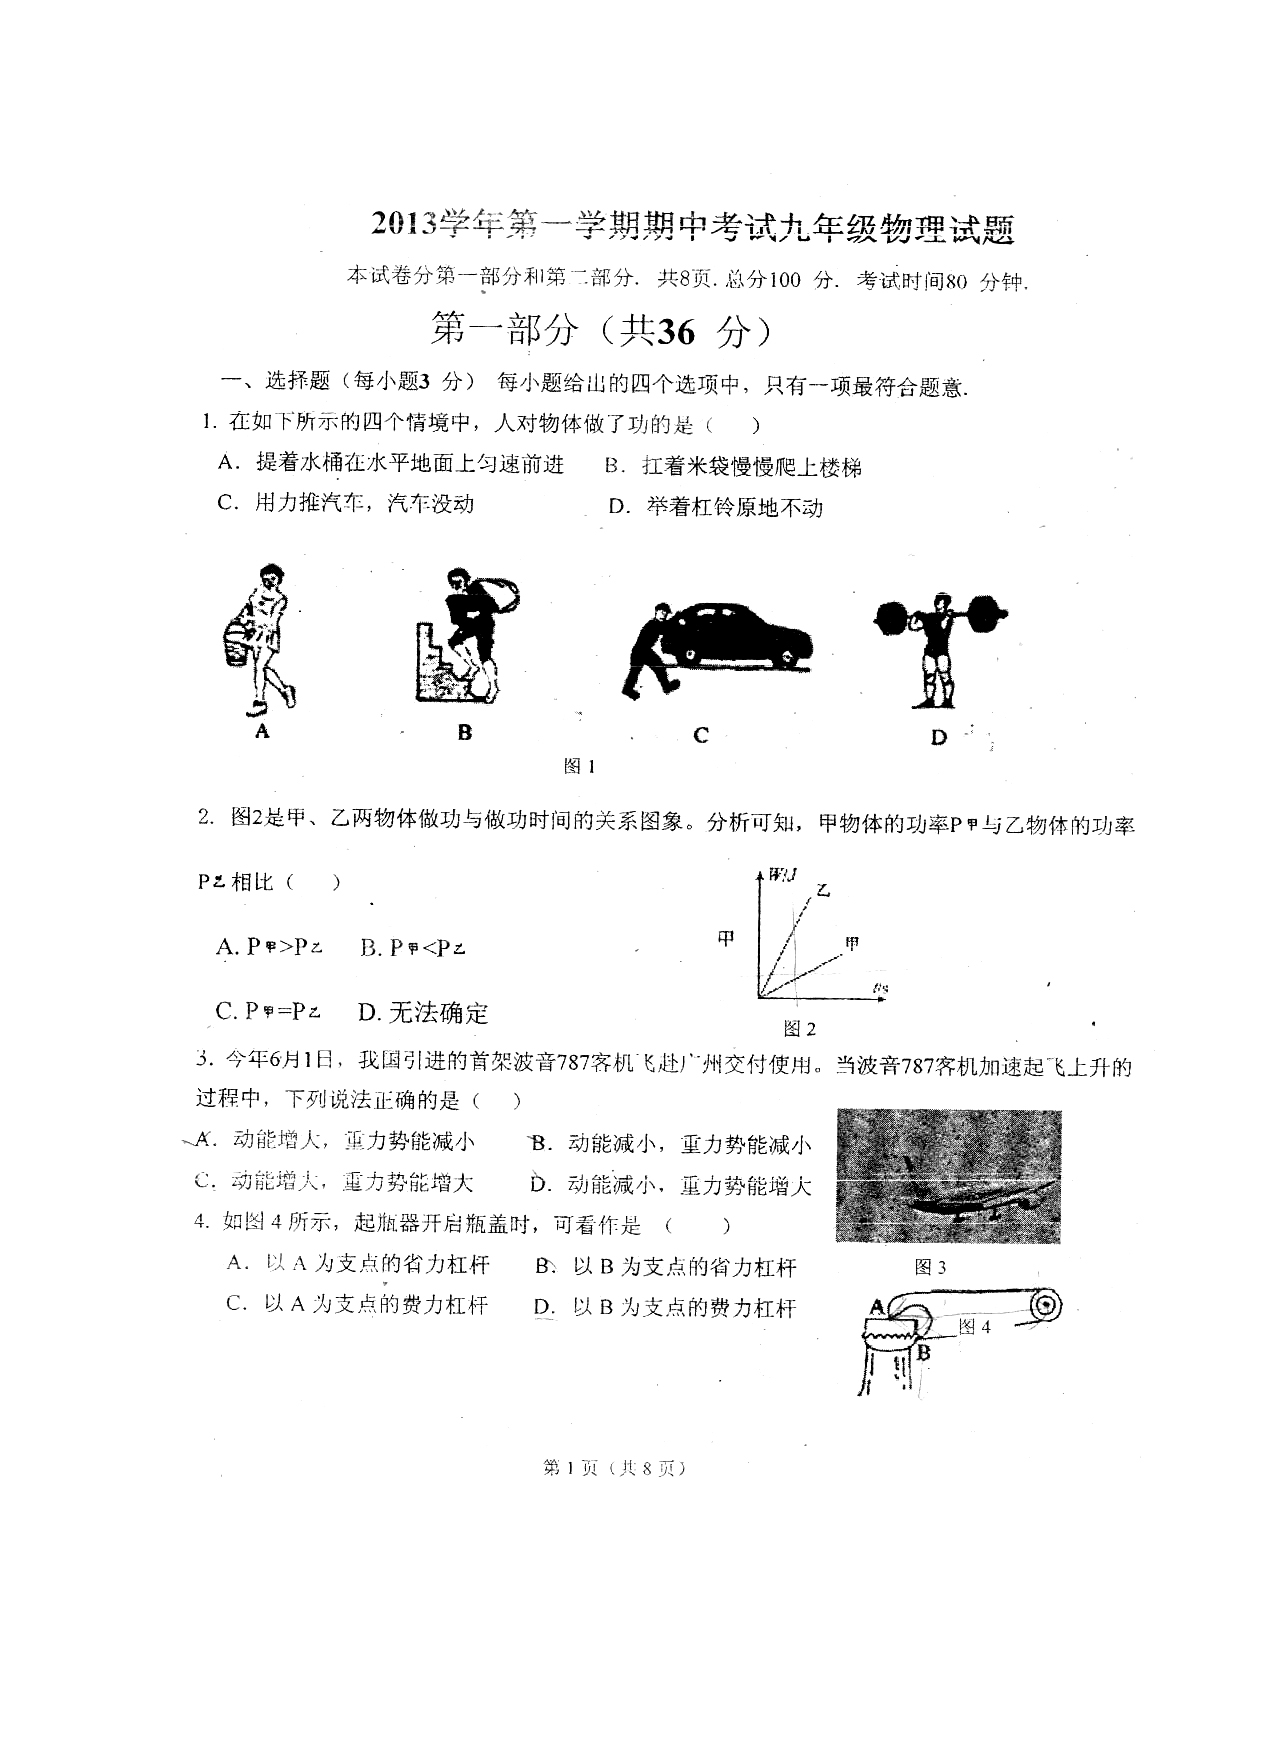 2013学年第一学期期中考试九年级物理试题
本试卷分第一部分和第二部分. 共8页.总分100 分. 考试时间80 分钟.
第一部分（共36 分）
一、选择题（每小题3 分） 每小题给出的四个选项中，只有一项最符合题意.
1. 在如下所示的四个情境中，人对物体做了功的是（ ）
A．提着水桶在水平地面上匀速前进 B．扛着米袋慢慢爬上楼梯
C．用力推汽车，汽车没动 D．举着杠铃原地不动
A B C D
图 1
2. 图2是甲、乙两物体做功与做功时间的关系图象。分析可知，甲物体的功率P甲与乙物体的功率
P乙相比（ ）
W/J
乙
甲
甲
t/s
图 2
A. P甲>P乙 B. P甲<P乙
C. P甲=P乙 D. 无法确定
3. 今年6月1日，我国引进的首架波音787客机飞赴广州交付使用。当波音787客机加速起飞上升的
过程中，下列说法正确的是（ ）
A．动能增大，重力势能减小 B．动能减小，重力势能减小
C．动能增大，重力势能增大 D．动能减小，重力势能增大
图 3
4. 如图 4 所示，起瓶器开启瓶盖时，可看作是 （ ）
A．以 A 为支点的省力杠杆 B、以 B 为支点的省力杠杆
C．以 A 为支点的费力杠杆 D．以 B 为支点的费力杠杆
A
图 4
B
第 1 页（共 8 页）